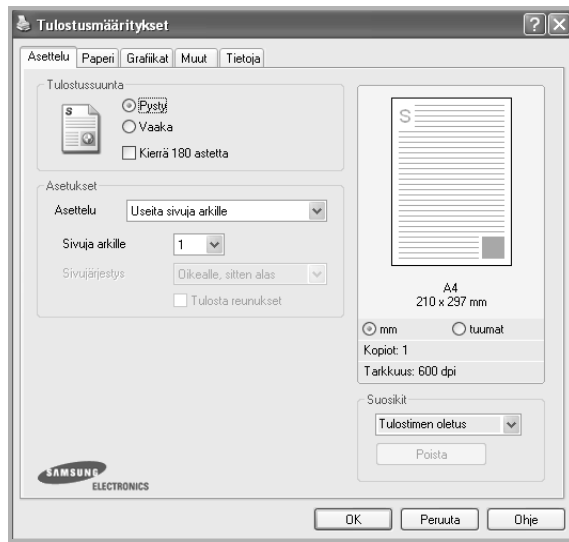 Tulostusmääritykset
Asettelu Paperi Grafiikat Muut Tietoja
Tulostussuunta
S
Pysty
Vaaka
Kierrä 180 astetta
Asetukset
Asettelu Useita sivuja arkille
Sivuja arkille 1
Sivujärjestys Oikealle, sitten alas
Tulosta reunukset
S
A4
210 x 297 mm
mm tuumat
Kopiot: 1
Tarkkuus: 600 dpi
Suosikit
Tulostimen oletus
Poista
SAMSUNG
ELECTRONICS
OK Peruuta Ohje